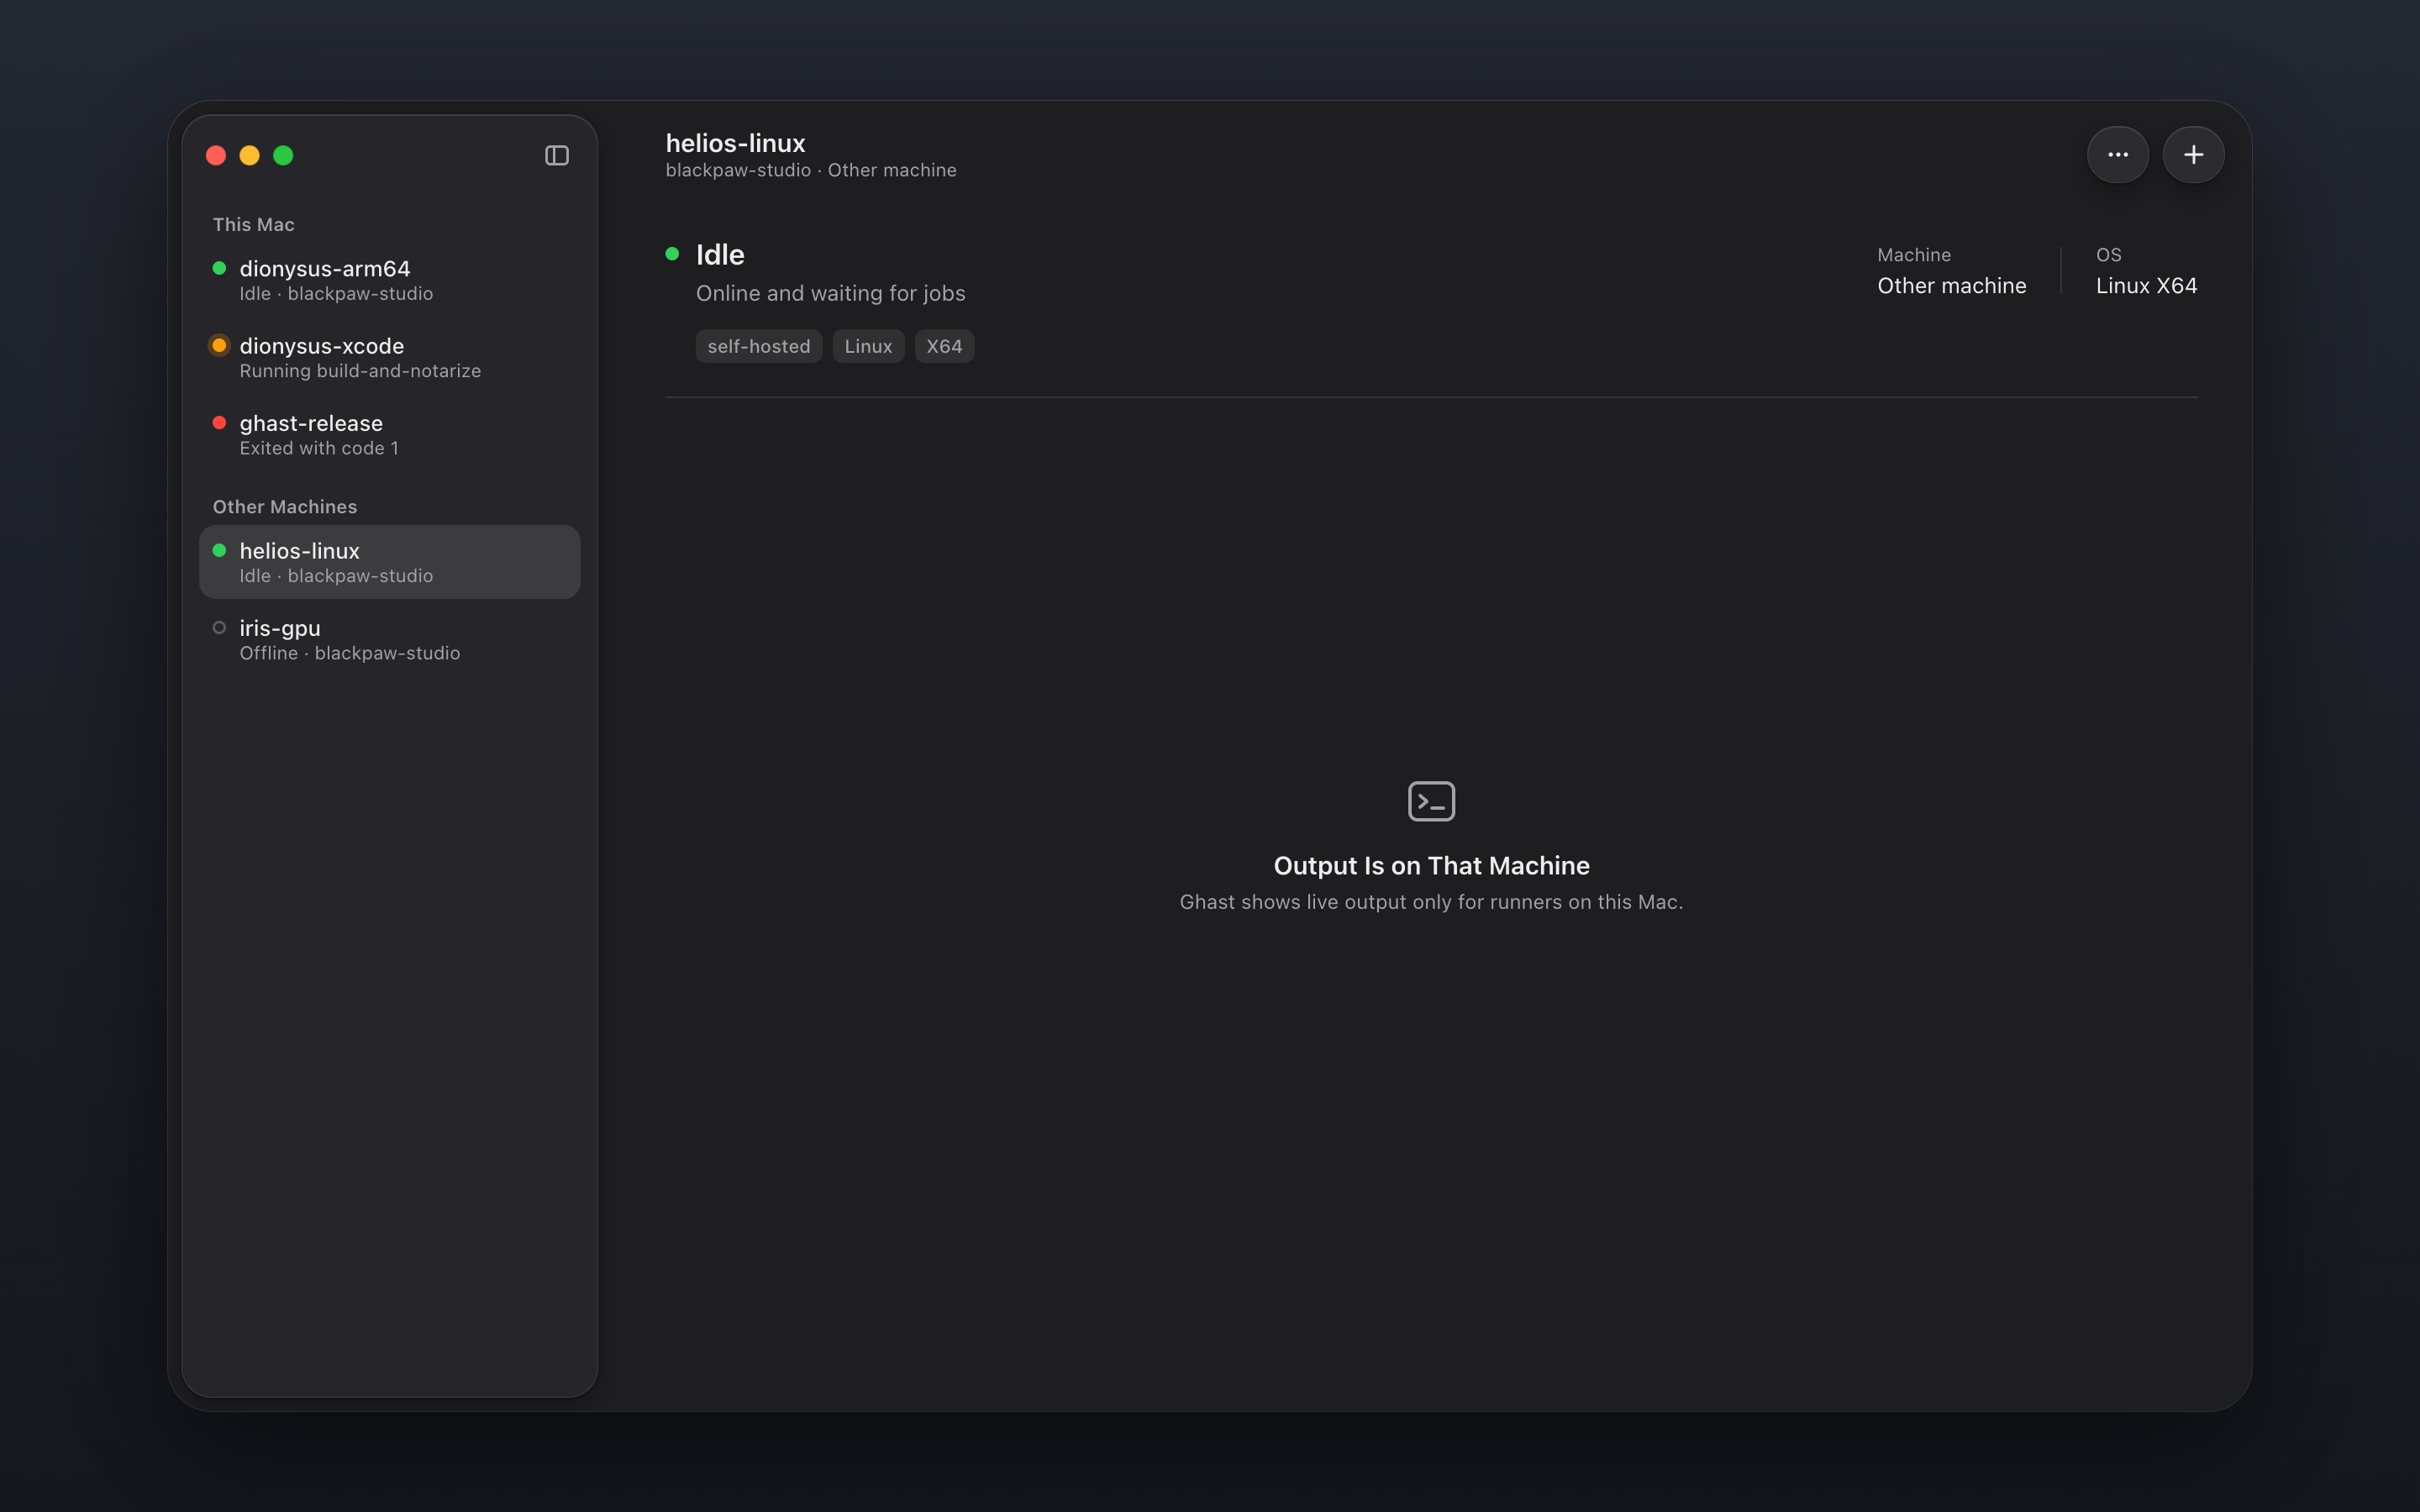 This Mac
dionysus-arm64
Idle · blackpaw-studio
dionysus-xcode
Running build-and-notarize
ghast-release
Exited with code 1
Other Machines
helios-linux
Idle · blackpaw-studio
iris-gpu
Offline · blackpaw-studio
helios-linux
blackpaw-studio · Other machine
Idle
Online and waiting for jobs
self-hosted Linux X64
Machine
Other machine
OS
Linux X64
Output Is on That Machine
Ghast shows live output only for runners on this Mac.